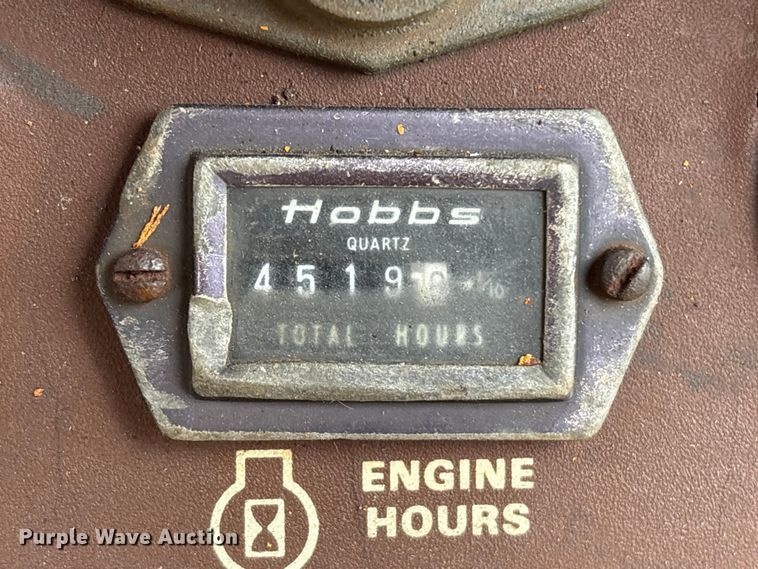 Hobbs
QUARTZ
4519
1/10
TOTAL HOURS
ENGINE
HOURS
Purple Wave Auction